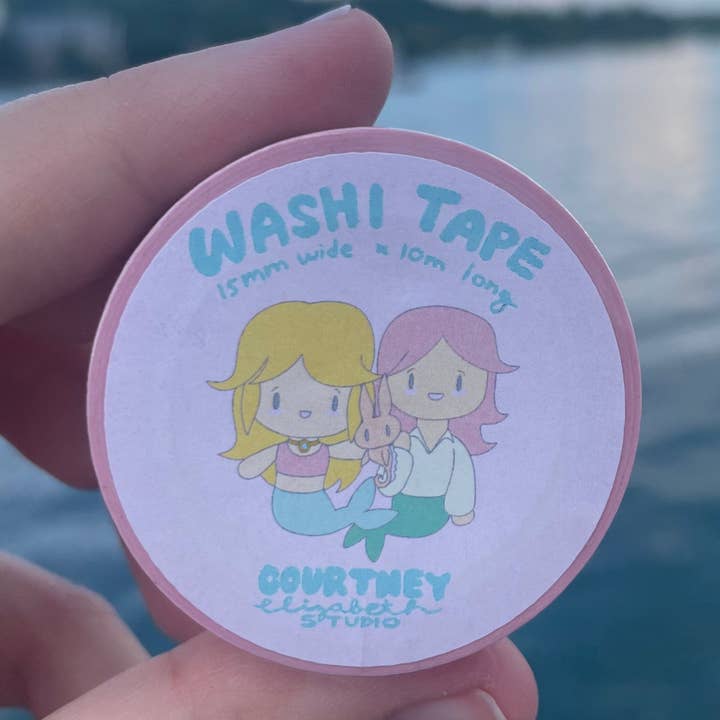 WASHI TAPE
15mm wide x 10m long
COURTNEY
elizabeth
STUDIO